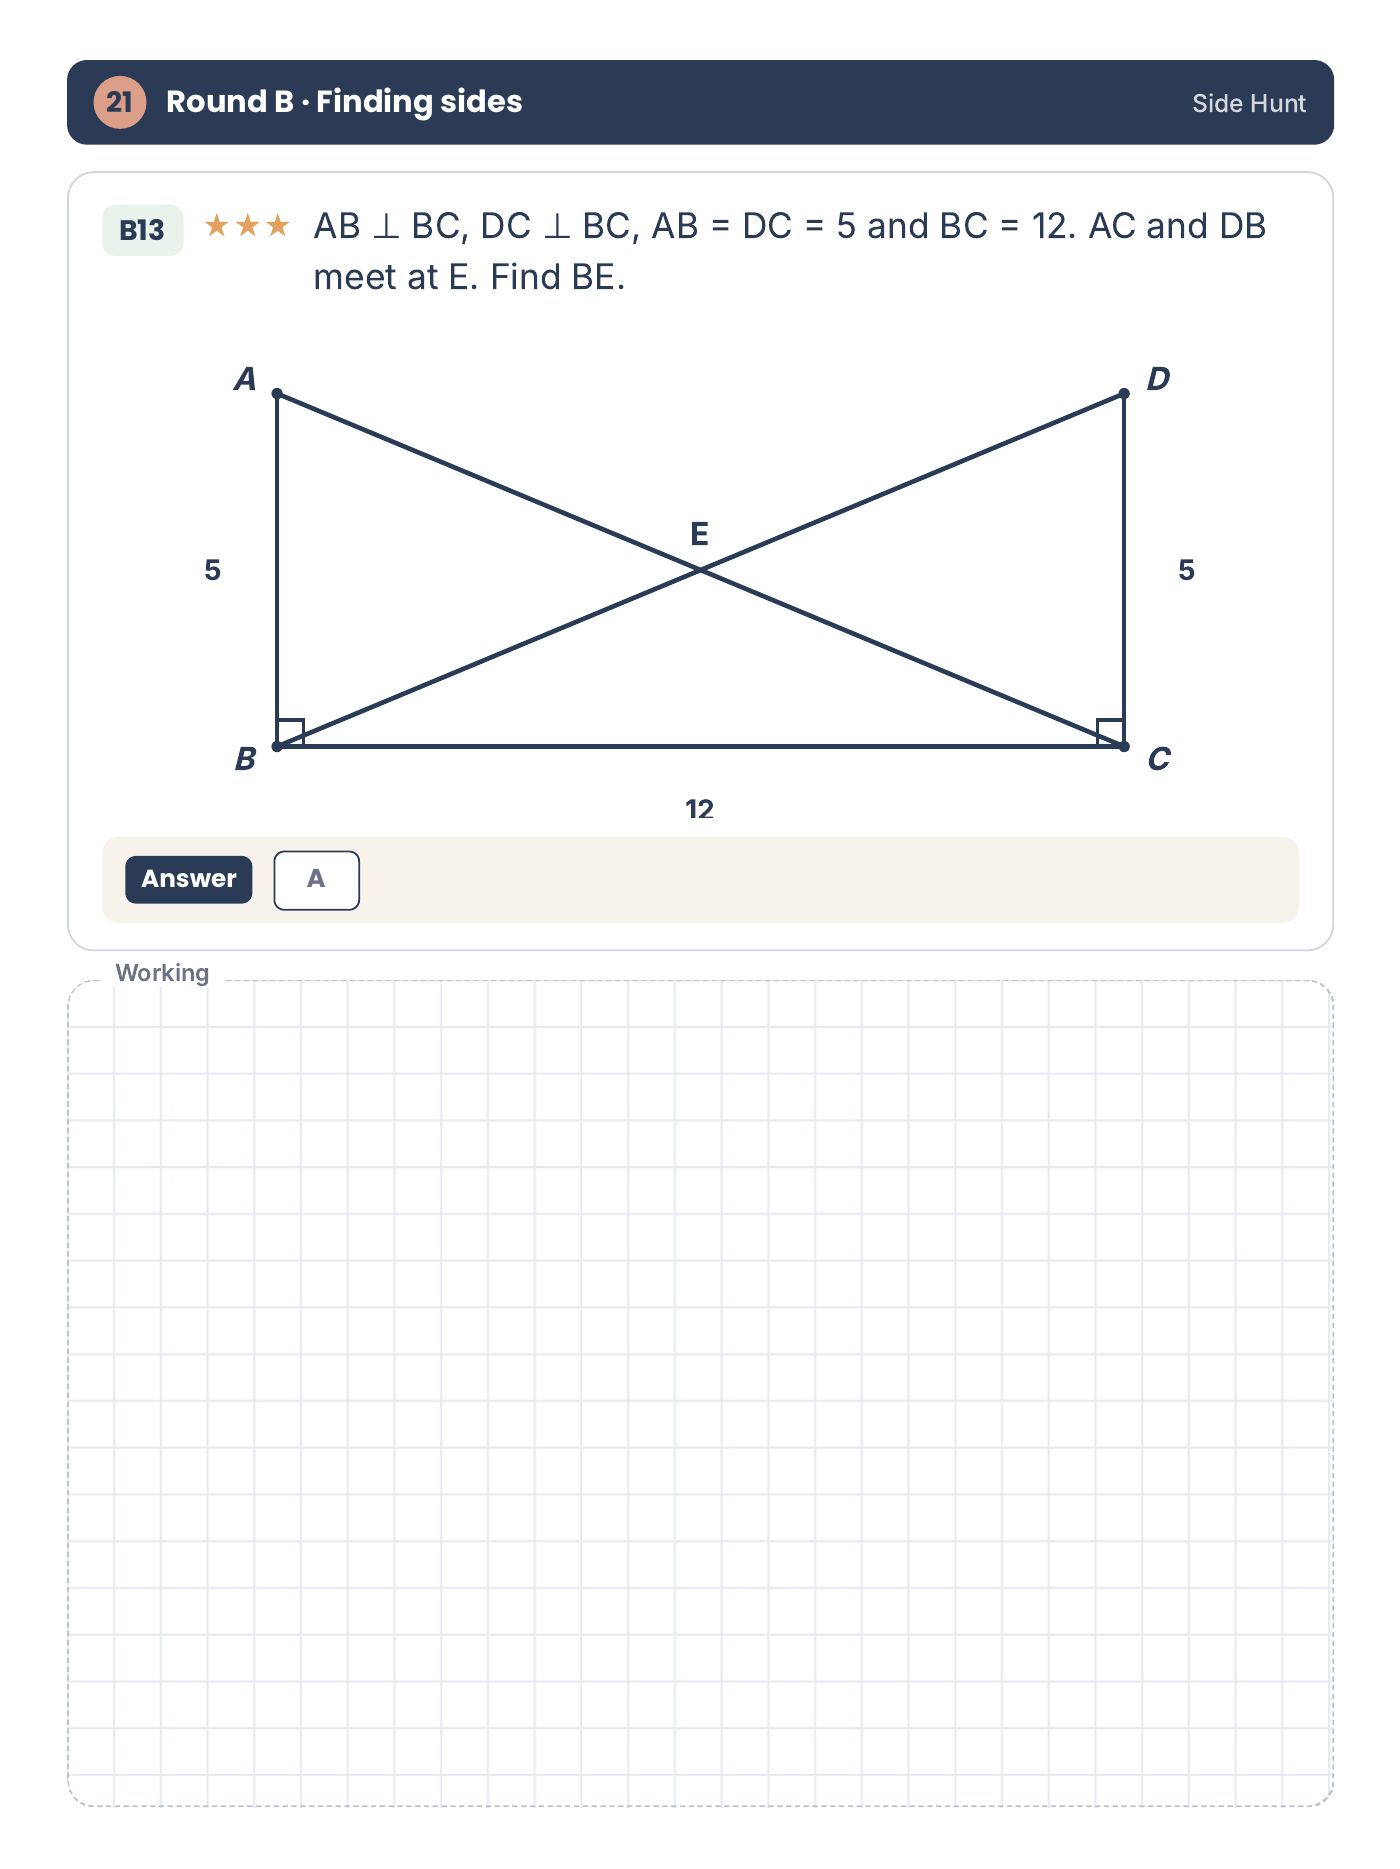 21 Round B · Finding sides Side Hunt
B13 ★★★ AB ⊥ BC, DC ⊥ BC, AB = DC = 5 and BC = 12. AC and DB
meet at E. Find BE.
A D
E
5 5
B C
12
Answer A
Working